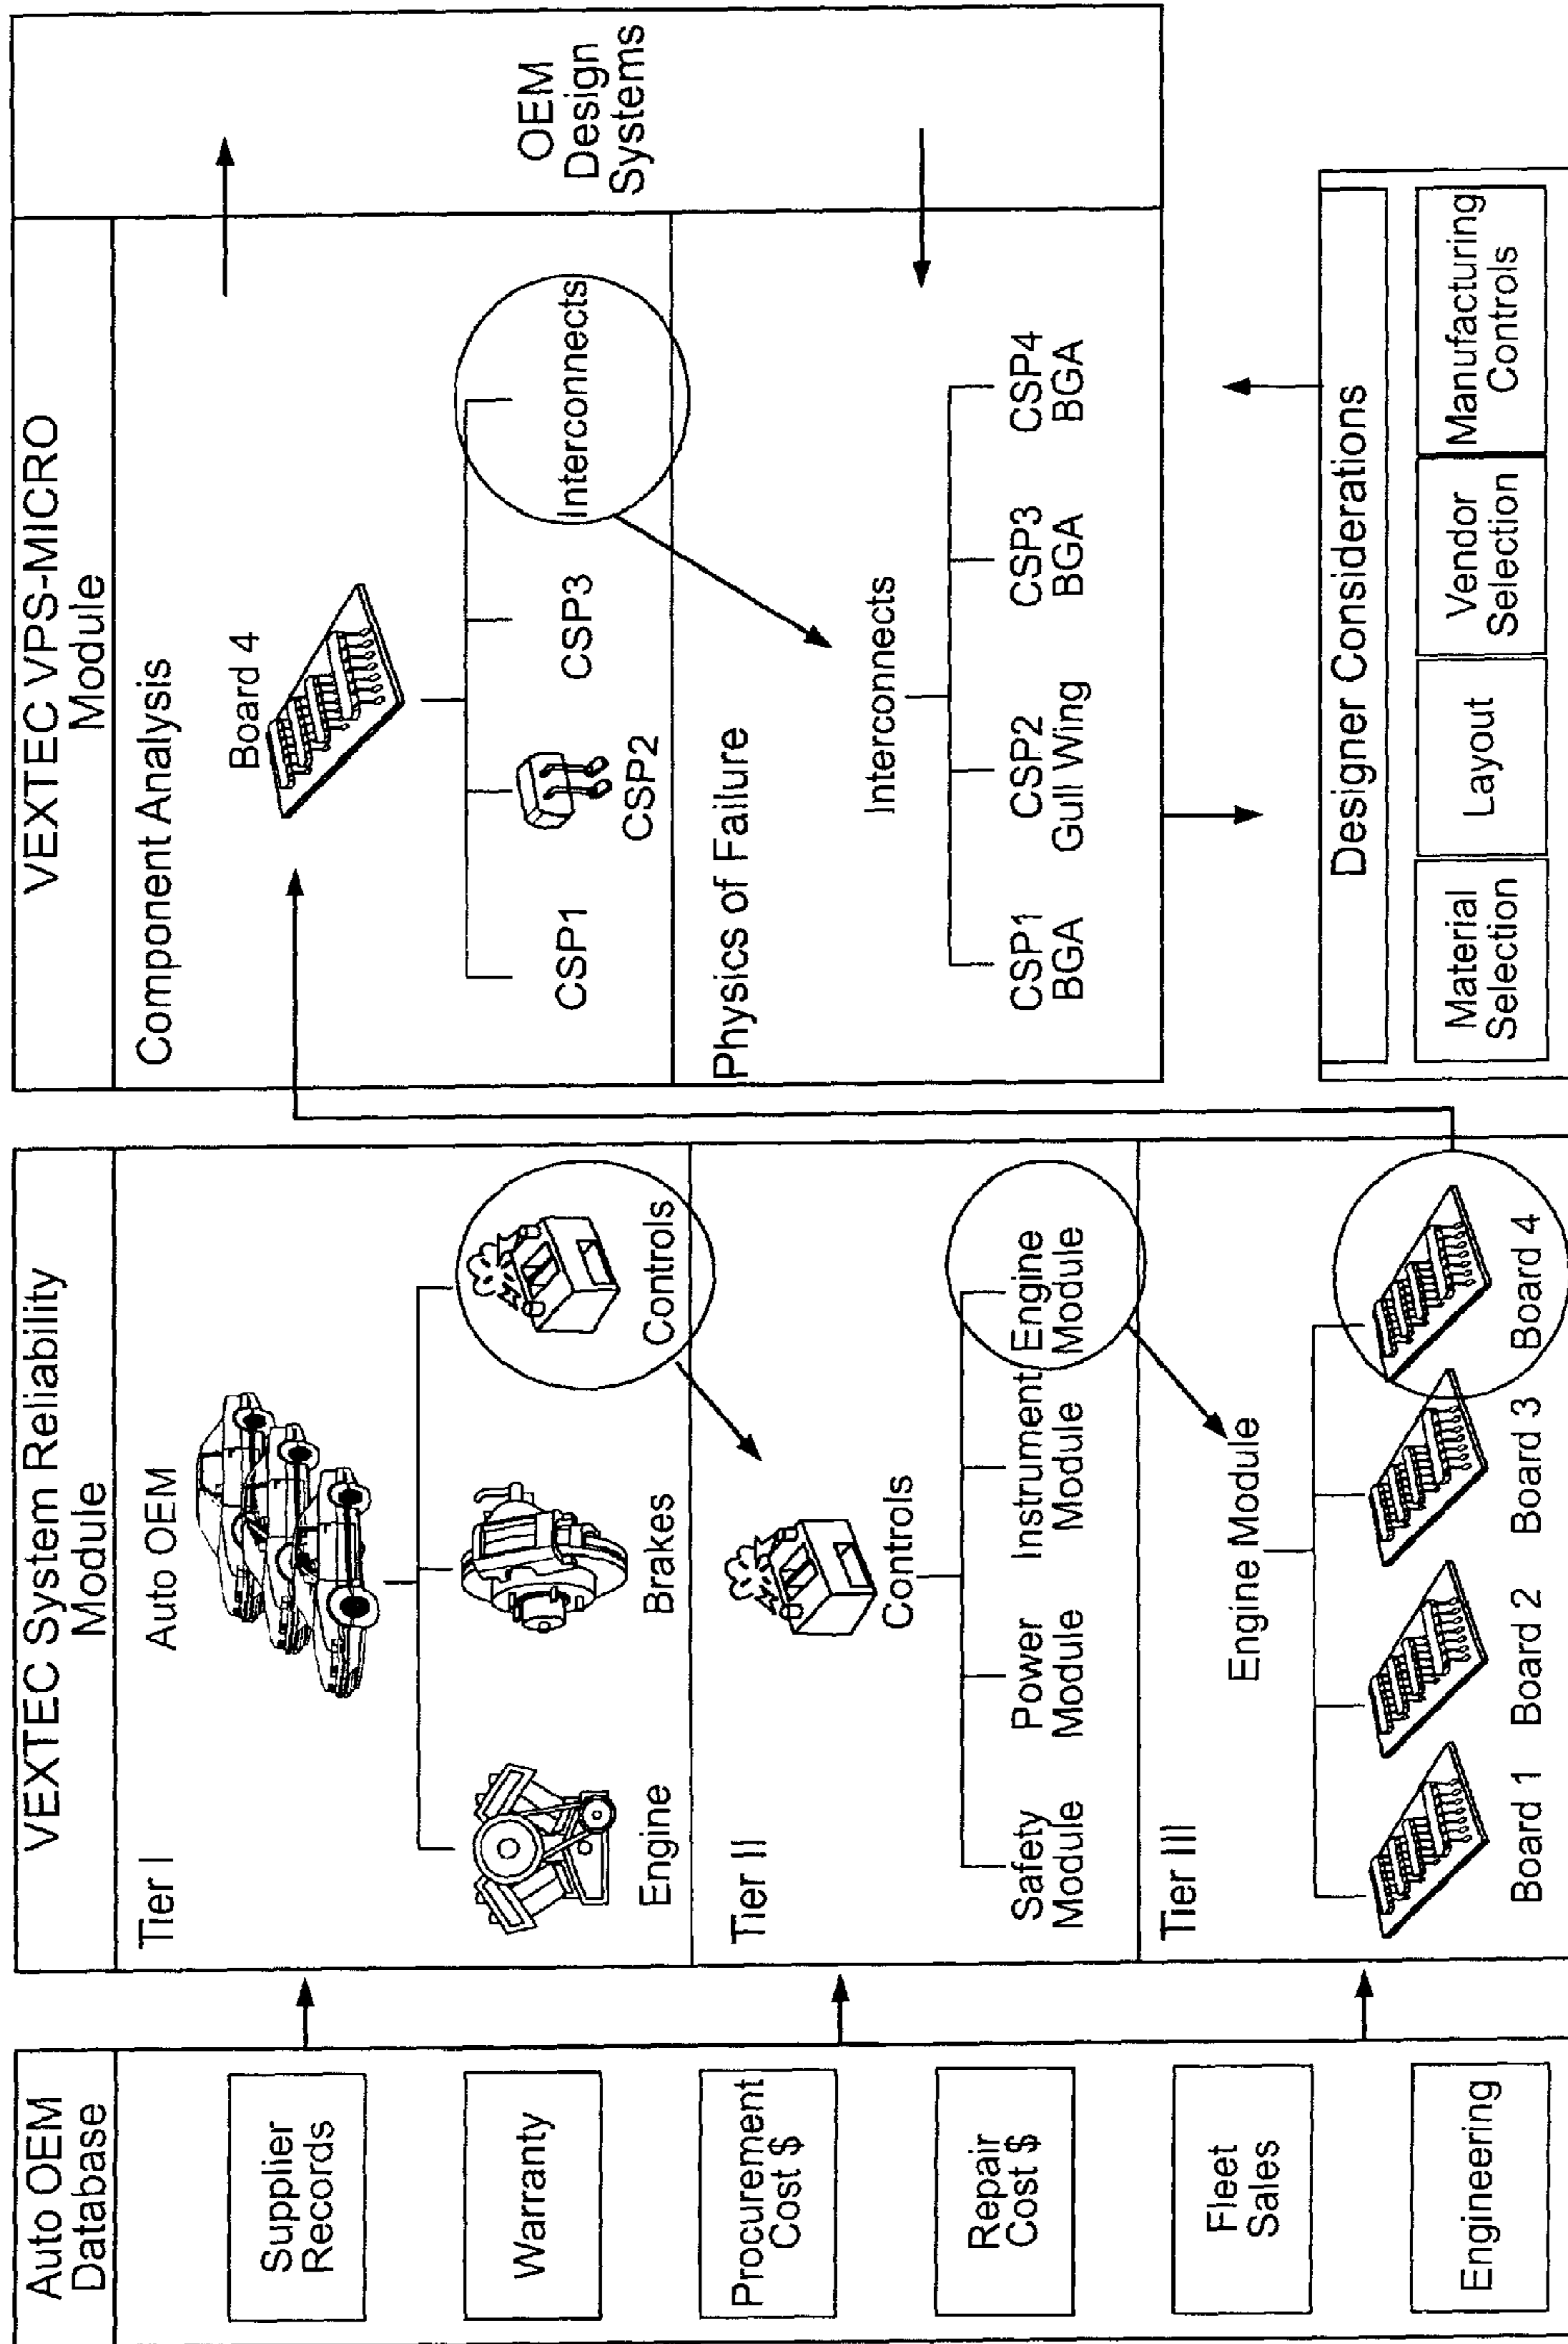 Auto OEM
Database
Supplier
Records
Warranty
Procurement
Cost $
Repair
Cost $
Fleet
Sales
Engineering
VEXTEC System Reliability
Module
Tier I
Auto OEM
Engine
Brakes
Controls
Tier II
Controls
Safety
Module
Power
Module
Instrument
Module
Engine
Module
Tier III
Engine Module
Board 1
Board 2
Board 3
Board 4
VEXTEC VPS-MICRO
Module
Component Analysis
Board 4
CSP1
CSP2
CSP3
Interconnects
Physics of Failure
Interconnects
CSP1
BGA
CSP2
Gull Wing
CSP3
BGA
CSP4
BGA
OEM
Design
Systems
Designer Considerations
Material
Selection
Layout
Vendor
Selection
Manufacturing
Controls